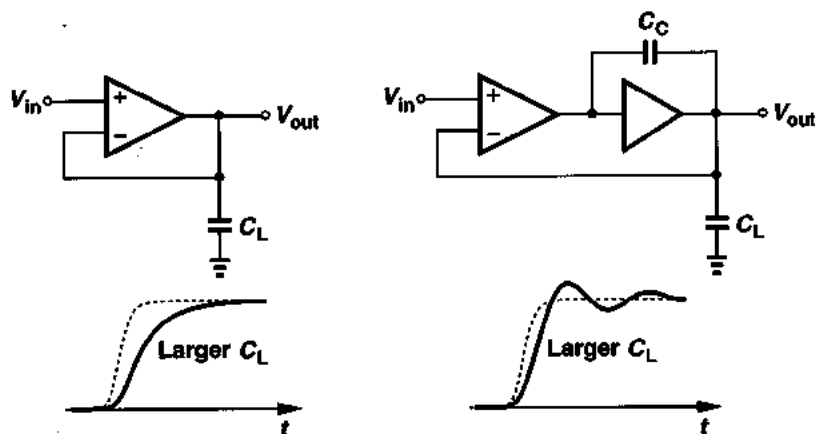 C_C
V_in
+
−
V_out
C_L
V_in
+
−
V_out
C_L
Larger C_L
t
Larger C_L
t